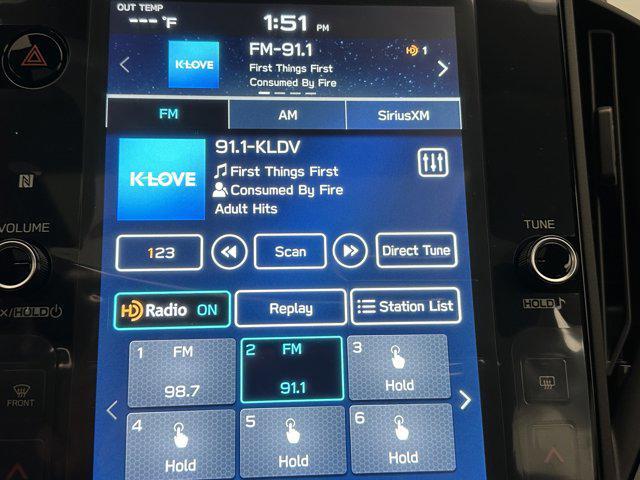 OUT TEMP
--- °F
1:51 PM
K-LOVE
FM-91.1
HD 1
First Things First
Consumed By Fire
FM
AM
SiriusXM
K-LOVE
91.1-KLDV
First Things First
Consumed By Fire
Adult Hits
123
Scan
Direct Tune
HD Radio ON
Replay
Station List
1 FM
98.7
2 FM
91.1
3
Hold
4
Hold
5
Hold
6
Hold
N
VOLUME
/HOLD
FRONT
TUNE
HOLD